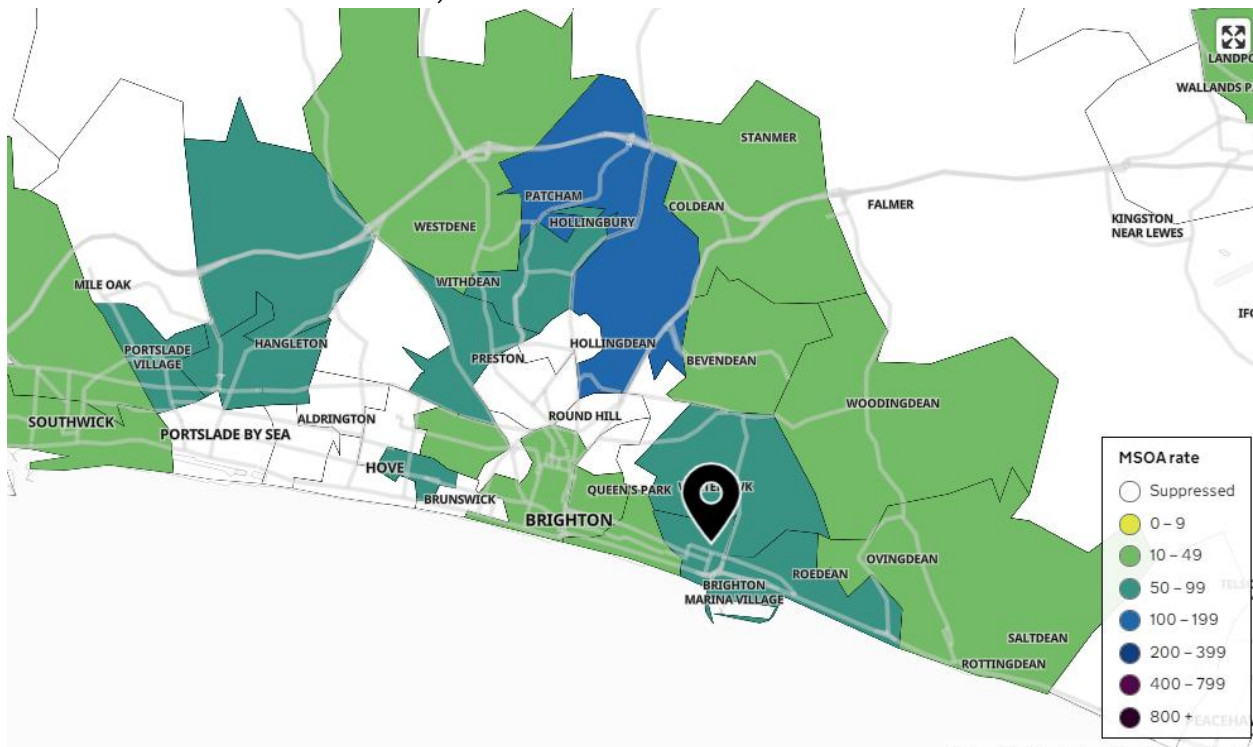 LANDPO
WALLANDS P
STANMER
PATCHAM
COLDEAN
FALMER
HOLLINGBURY
WESTDENE
KINGSTON
NEAR LEWES
WITHDEAN
MILE OAK
IFO
PORTSLADE
VILLAGE
HANGLETON
HOLLINGDEAN
PRESTON
BEVENDEAN
WOODINGDEAN
ROUND HILL
ALDRINGTON
SOUTHWICK
PORTSLADE BY SEA
HOVE
QUEEN'S PARK
BRUNSWICK
BRIGHTON
OVINGDEAN
ROEDEAN
BRIGHTON
MARINA VILLAGE
SALTDEAN
ROTTINGDEAN
MSOA rate
Suppressed
0 – 9
10 – 49
50 – 99
100 – 199
200 – 399
400 – 799
800 +
PEACEHA